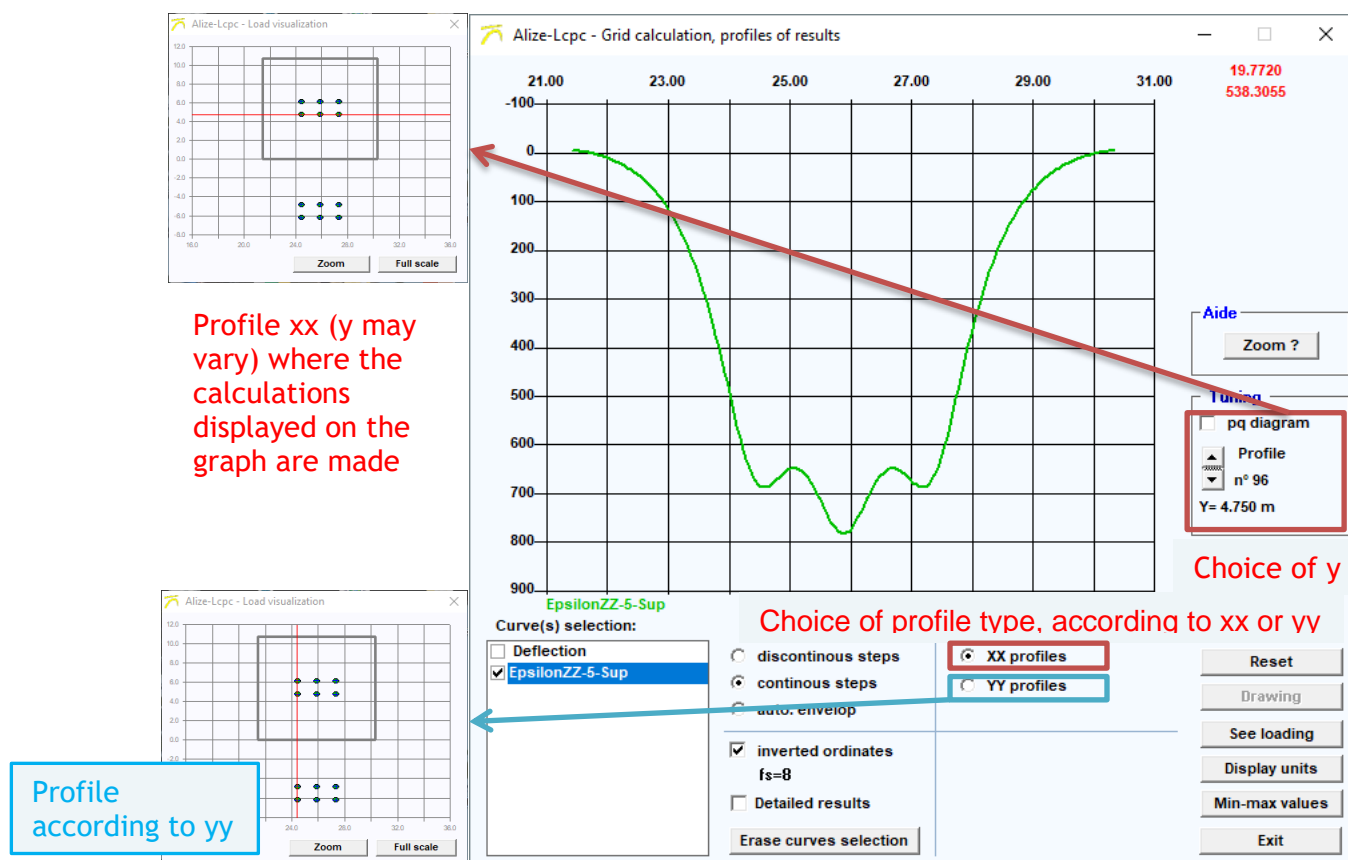 Alize-Lcpc - Load visualization
12.0
10.0
8.0
6.0
4.0
2.0
0.0
-2.0
-4.0
-6.0
-8.0
16.0 20.0 24.0 28.0 32.0 36.0
Zoom Full scale
Profile xx (y may
vary) where the
calculations
displayed on the
graph are made
Alize-Lcpc - Grid calculation, profiles of results
21.00 23.00 25.00 27.00 29.00 31.00
19.7720
538.3055
-100
0
100
200
300
400
500
600
700
800
900
Aide
Zoom ?
Tuning
pq diagram
Profile
n° 96
Y= 4.750 m
Choice of y
EpsilonZZ-5-Sup
Curve(s) selection:
Choice of profile type, according to xx or yy
Deflection
EpsilonZZ-5-Sup
discontinous steps
continous steps
auto. envelop
XX profiles
YY profiles
inverted ordinates
fs=8
Detailed results
Erase curves selection
Reset
Drawing
See loading
Display units
Min-max values
Exit
Alize-Lcpc - Load visualization
12.0
10.0
8.0
6.0
4.0
2.0
0.0
-2.0
24.0 28.0 32.0 36.0
Zoom Full scale
Profile
according to yy